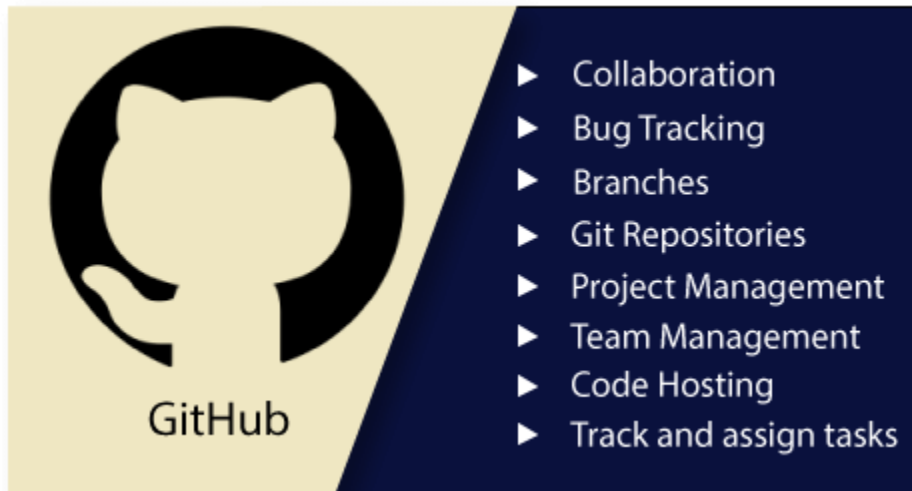 GitHub
Collaboration
Bug Tracking
Branches
Git Repositories
Project Management
Team Management
Code Hosting
Track and assign tasks